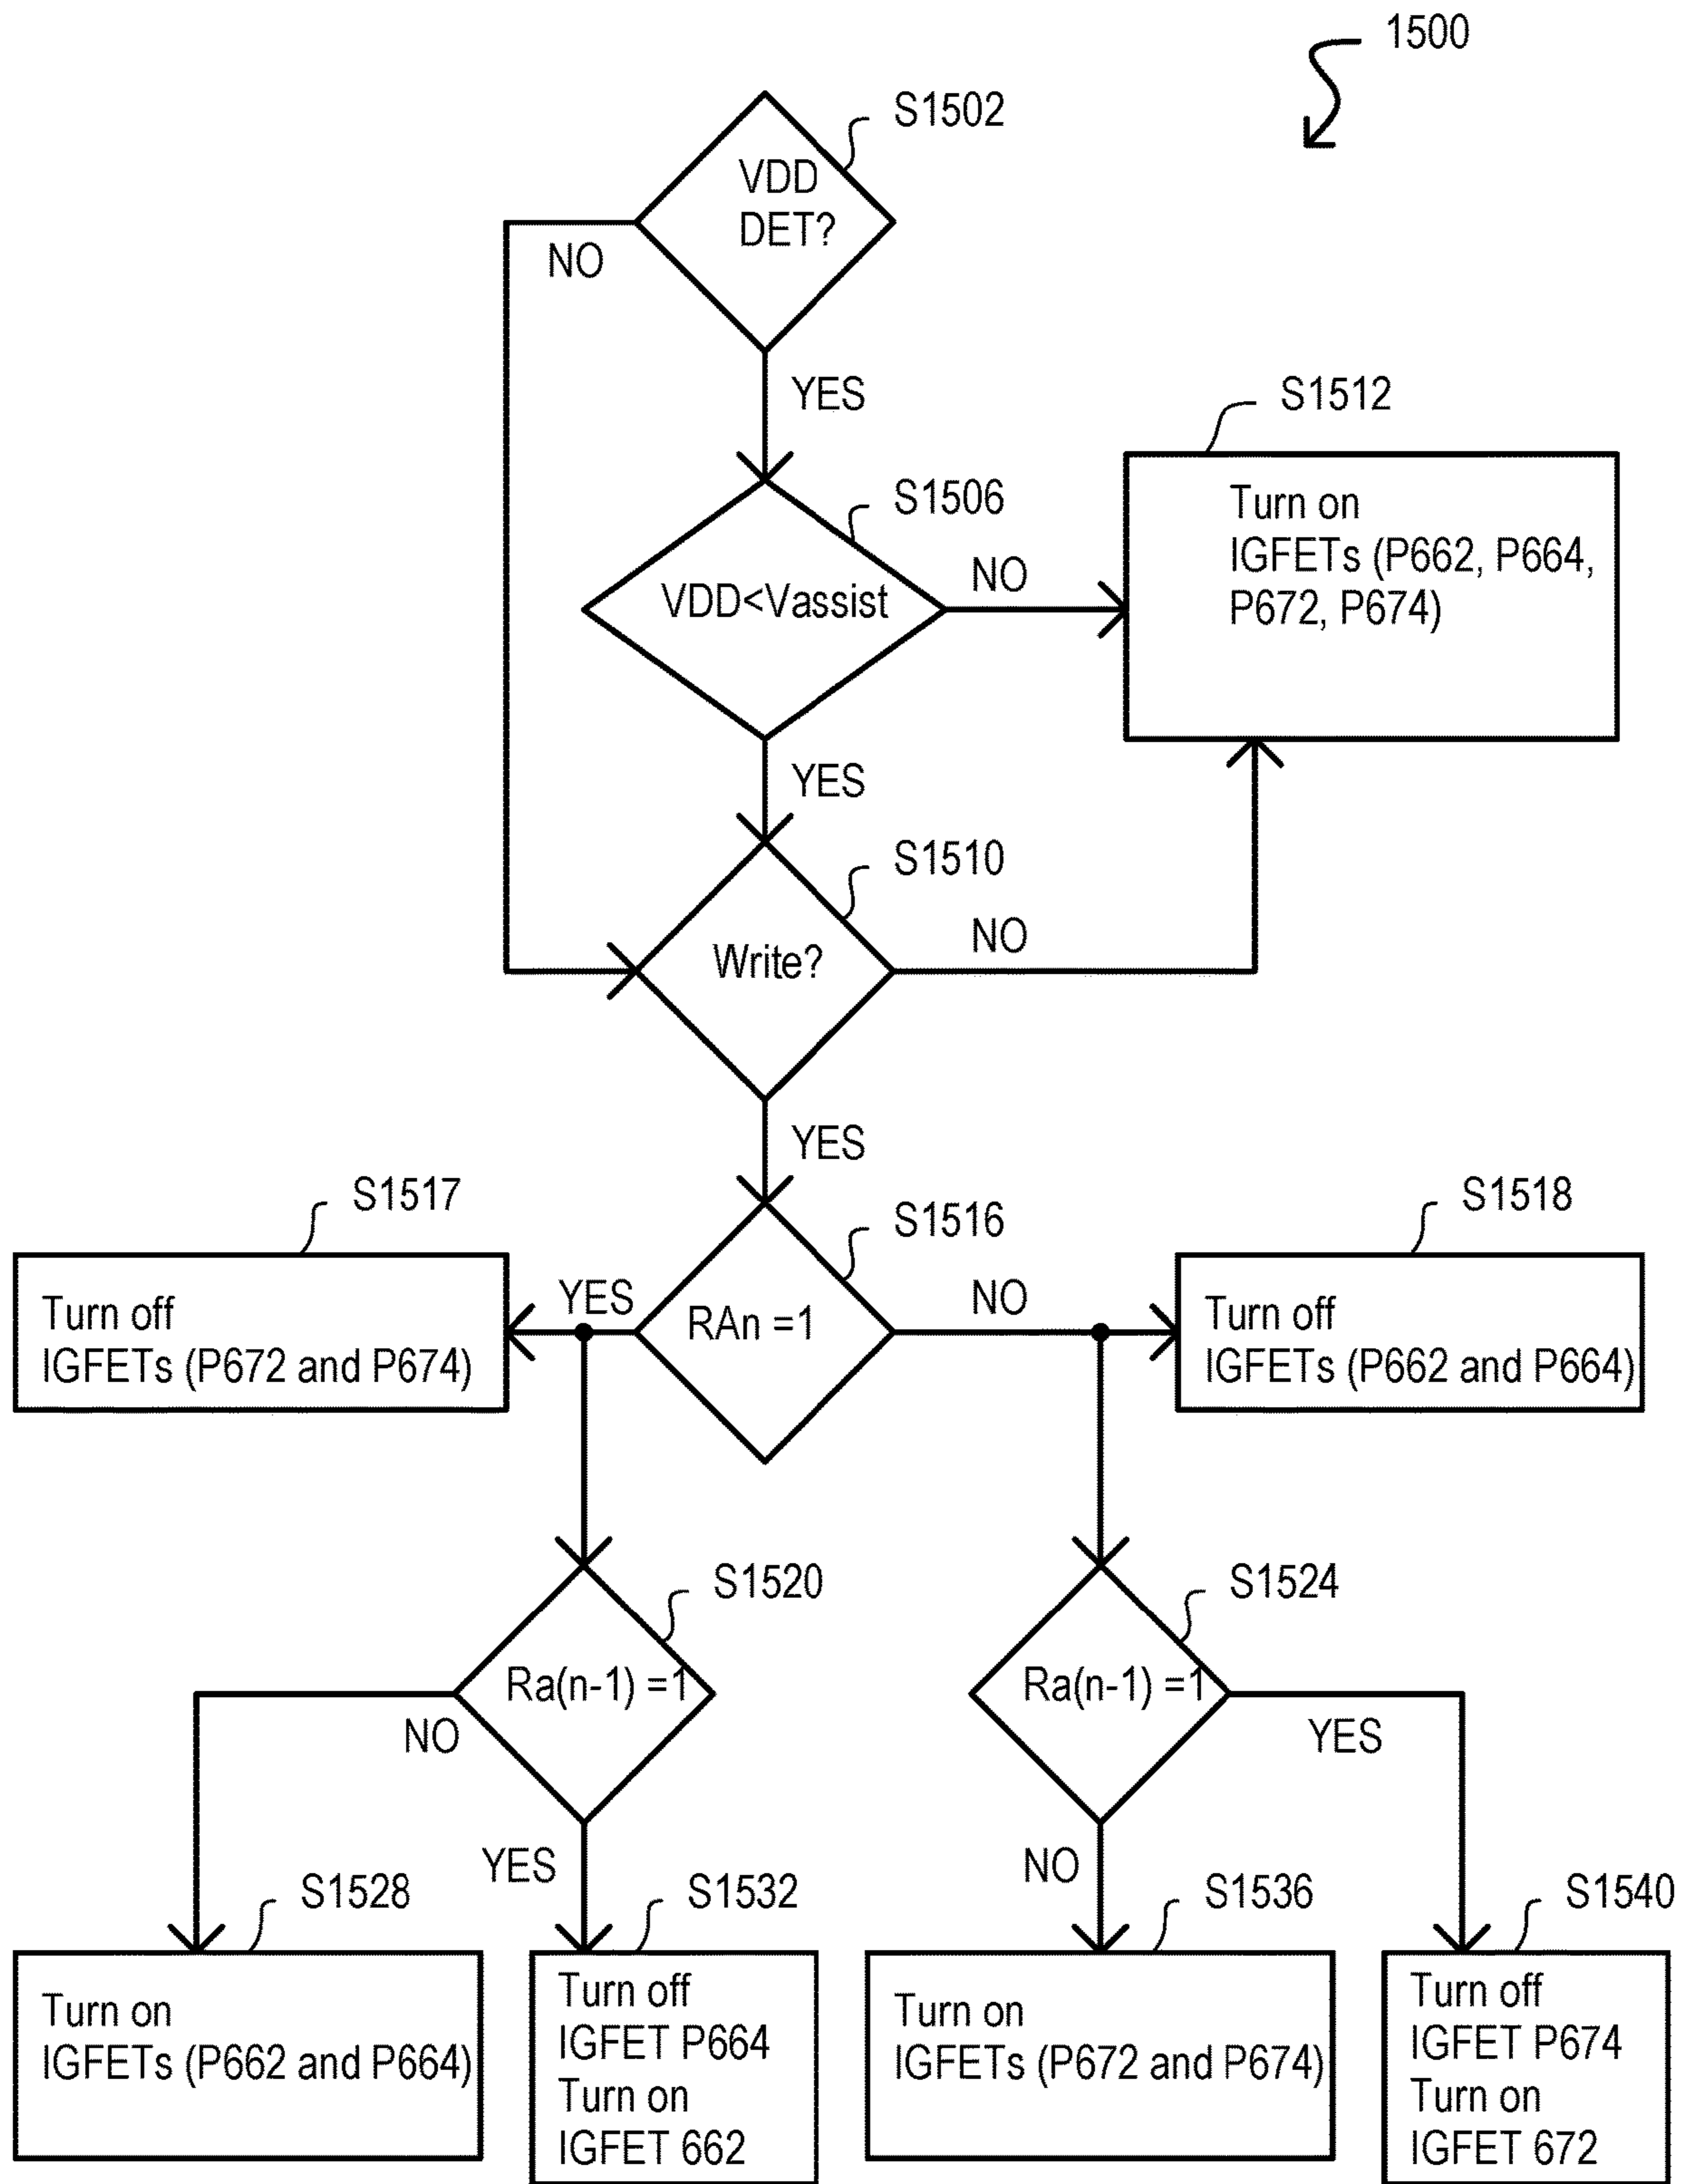 1500
S1502
VDD
DET?
NO
YES
S1512
S1506
Turn on
IGFETs (P662, P664,
P672, P674)
VDD<Vassist
NO
YES
S1510
Write?
NO
YES
S1517
S1516
S1518
Turn off
IGFETs (P672 and P674)
YES
RAn =1
NO
Turn off
IGFETs (P662 and P664)
S1520
S1524
Ra(n-1) =1
Ra(n-1) =1
NO
YES
YES
NO
S1528
S1532
S1536
S1540
Turn on
IGFETs (P662 and P664)
Turn off
IGFET P664
Turn on
IGFET 662
Turn on
IGFETs (P672 and P674)
Turn off
IGFET P674
Turn on
IGFET 672